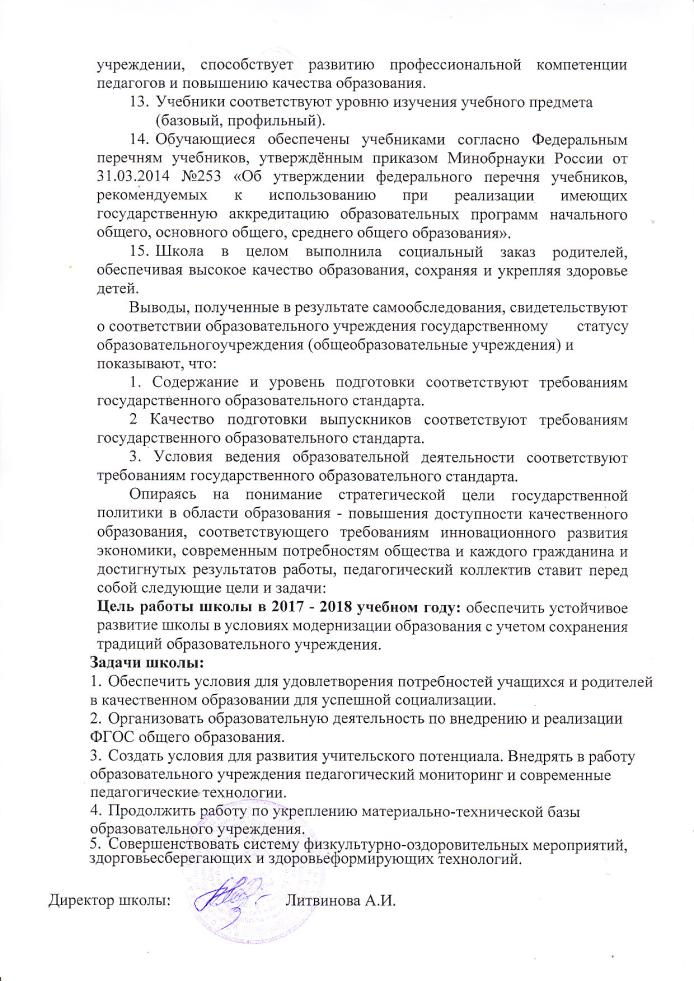 учреждении, способствует развитию профессиональной компетенции
педагогов и повышению качества образования.
13. Учебники соответствуют уровню изучения учебного предмета
(базовый, профильный).
14. Обучающиеся обеспечены учебниками согласно Федеральным
перечням учебников, утверждённым приказом Минобрнауки России от
31.03.2014 №253 «Об утверждении федерального перечня учебников,
рекомендуемых к использованию при реализации имеющих
государственную аккредитацию образовательных программ начального
общего, основного общего, среднего общего образования».
15. Школа в целом выполнила социальный заказ родителей,
обеспечивая высокое качество образования, сохраняя и укрепляя здоровье
детей.
Выводы, полученные в результате самообследования, свидетельствуют
о соответствии образовательного учреждения государственному статусу
образовательногоучреждения (общеобразовательные учреждения) и
показывают, что:
1. Содержание и уровень подготовки соответствуют требованиям
государственного образовательного стандарта.
2 Качество подготовки выпускников соответствуют требованиям
государственного образовательного стандарта.
3. Условия ведения образовательной деятельности соответствуют
требованиям государственного образовательного стандарта.
Опираясь на понимание стратегической цели государственной
политики в области образования - повышения доступности качественного
образования, соответствующего требованиям инновационного развития
экономики, современным потребностям общества и каждого гражданина и
достигнутых результатов работы, педагогический коллектив ставит перед
собой следующие цели и задачи:
Цель работы школы в 2017 - 2018 учебном году: обеспечить устойчивое
развитие школы в условиях модернизации образования с учетом сохранения
традиций образовательного учреждения.
Задачи школы:
1. Обеспечить условия для удовлетворения потребностей учащихся и родителей
в качественном образовании для успешной социализации.
2. Организовать образовательную деятельность по внедрению и реализации
ФГОС общего образования.
3. Создать условия для развития учительского потенциала. Внедрять в работу
образовательного учреждения педагогический мониторинг и современные
педагогические технологии.
4. Продолжить работу по укреплению материально-технической базы
образовательного учреждения.
5. Совершенствовать систему физкультурно-оздоровительных мероприятий,
здорговьесберегающих и здоровьеформирующих технологий.
Директор школы: Литвинова А.И.